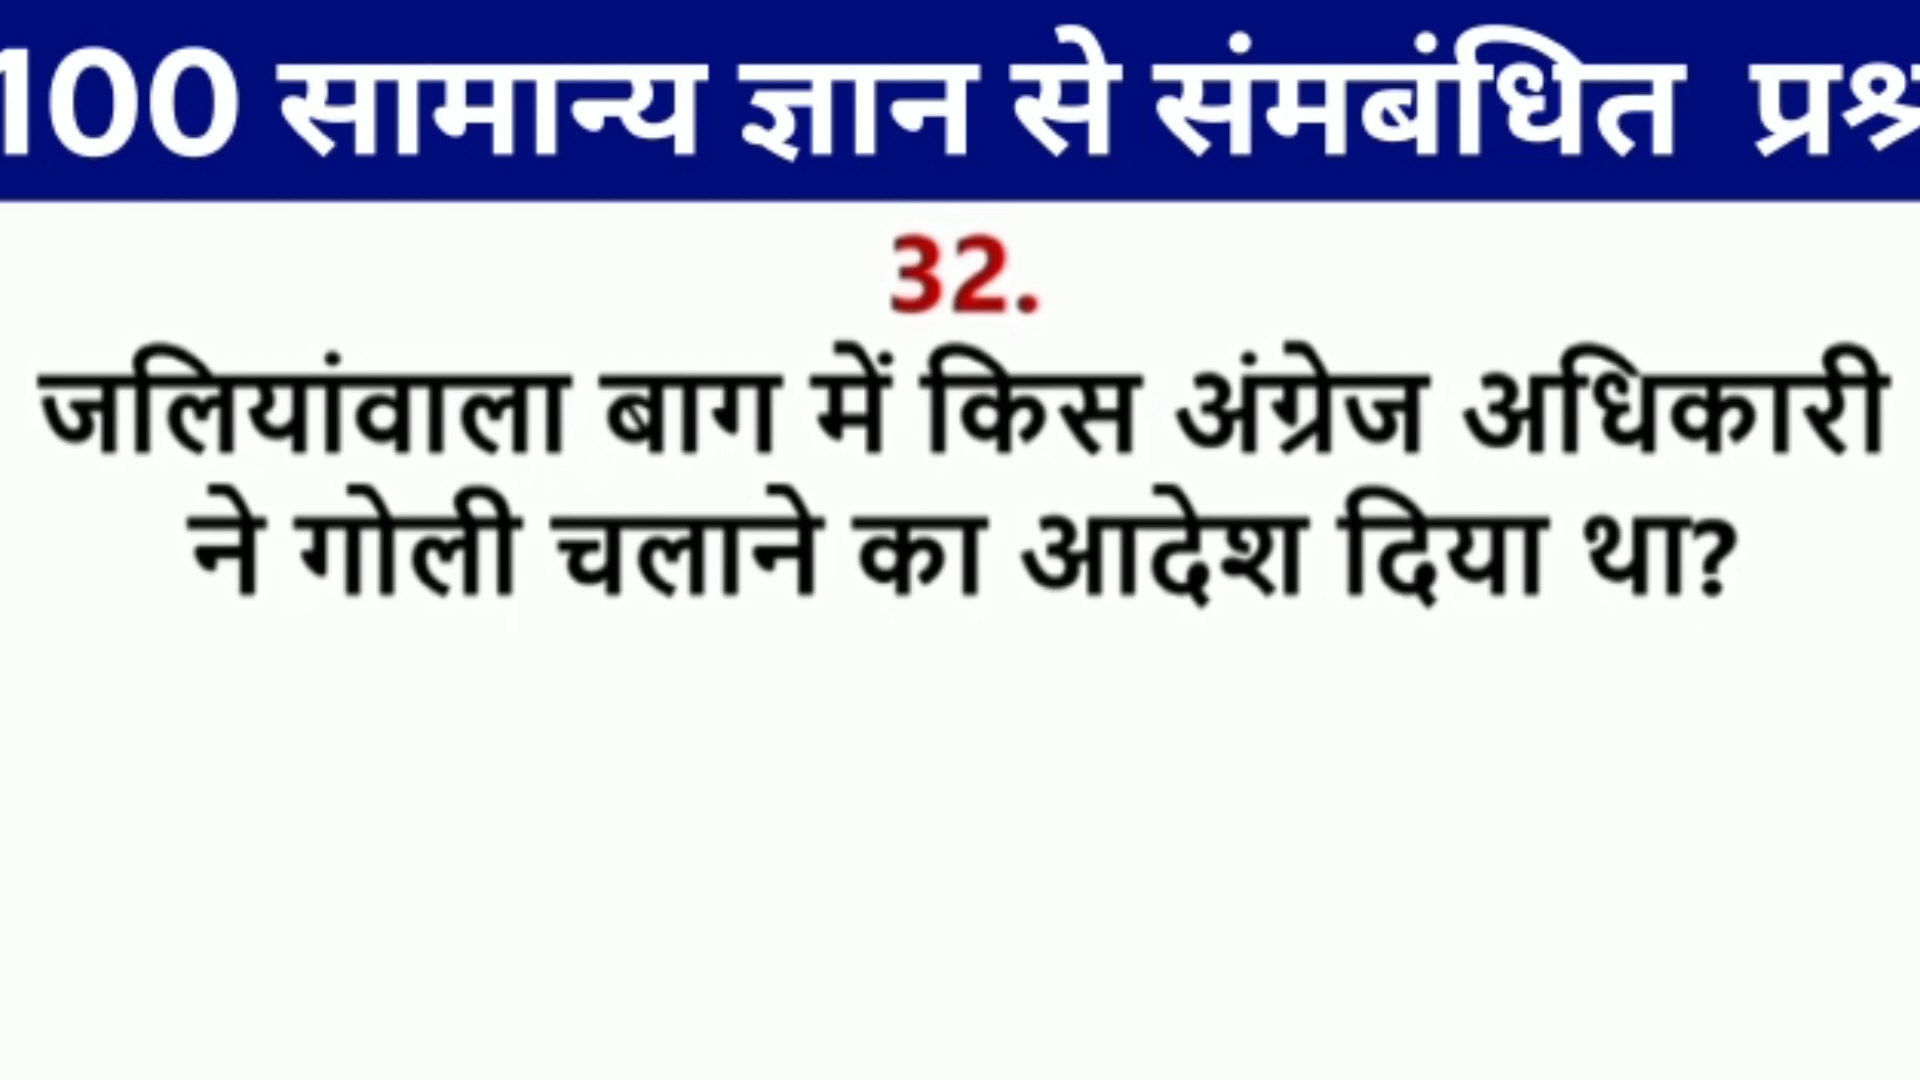 100 सामान्य ज्ञान से संमबंधित प्रश्न
32.
जलियांवाला बाग में किस अंग्रेज अधिकारी
ने गोली चलाने का आदेश दिया था?